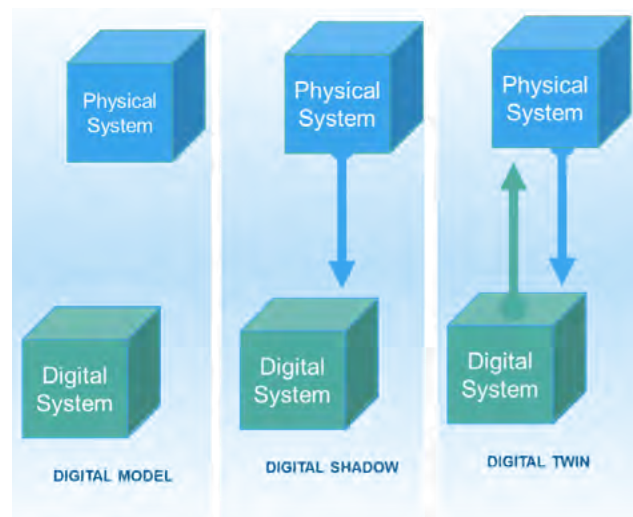 Physical
System
Digital
System
DIGITAL MODEL
Physical
System
Digital
System
DIGITAL SHADOW
Physical
System
Digital
System
DIGITAL TWIN